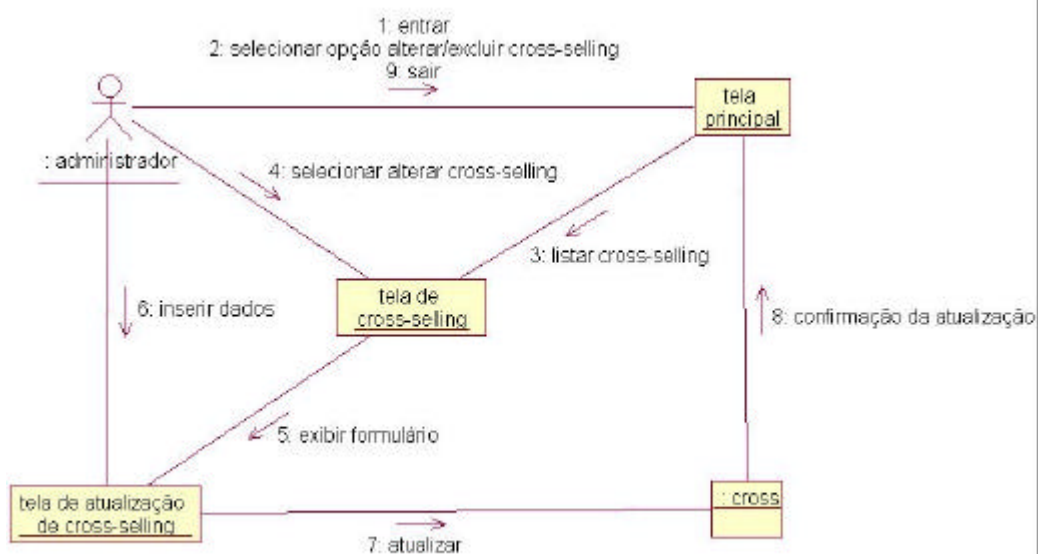 1: entrar
2: selecionar opção alterar/excluir cross-selling
9: sair
tela
principal
: administrador
4: selecionar alterar cross-selling
3: listar cross-selling
tela de
cross-selling
6: inserir dados
8: confirmação da atualização
5: exibir formulário
tela de atualização
de cross-selling
: cross
7: atualizar